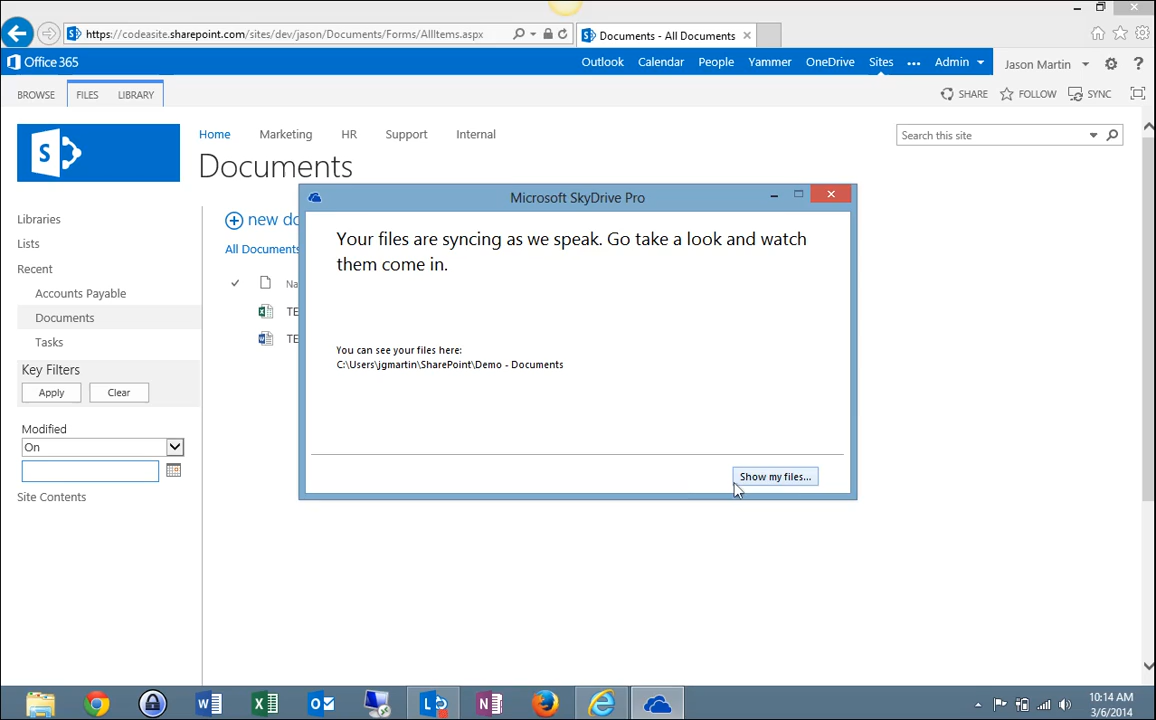 https://codeasite.sharepoint.com/sites/dev/jason/Documents/Forms/AllItems.aspx
Documents - All Documents
Office 365
Outlook Calendar People Yammer OneDrive Sites ... Admin Jason Martin ?
BROWSE FILES LIBRARY
SHARE FOLLOW SYNC
S
Home Marketing HR Support Internal
Search this site
Documents
Microsoft SkyDrive Pro
Libraries
Lists
Recent
Accounts Payable
Documents
Tasks
Key Filters
Apply Clear
Modified
On
Site Contents
new do
All Documents
Na
TE
TE
Your files are syncing as we speak. Go take a look and watch
them come in.
You can see your files here:
C:\Users\jgmartin\SharePoint\Demo - Documents
Show my files...
10:14 AM
3/6/2014